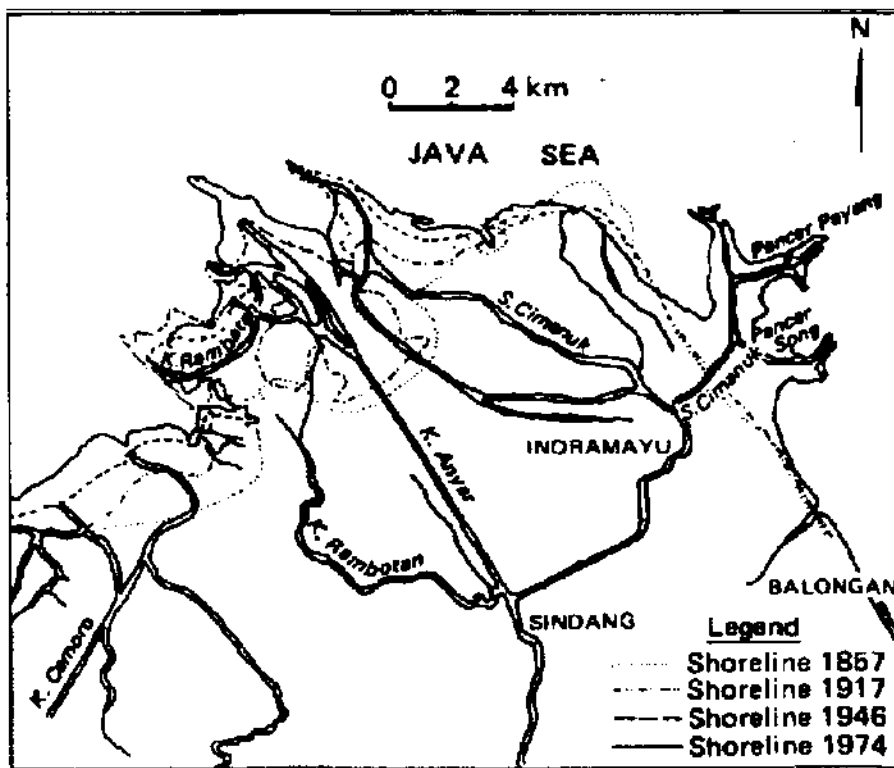 N
0 2 4 km
JAVA SEA
Pancer Payang
Pancer
Song
S. Cimanuk
S. Cimanuk
K. Rambatan
INDRAMAYU
K. Anyar
K. Rambotan
BALONGAN
SINDANG
K. Cemara
Legend
Shoreline 1857
Shoreline 1917
Shoreline 1946
Shoreline 1974